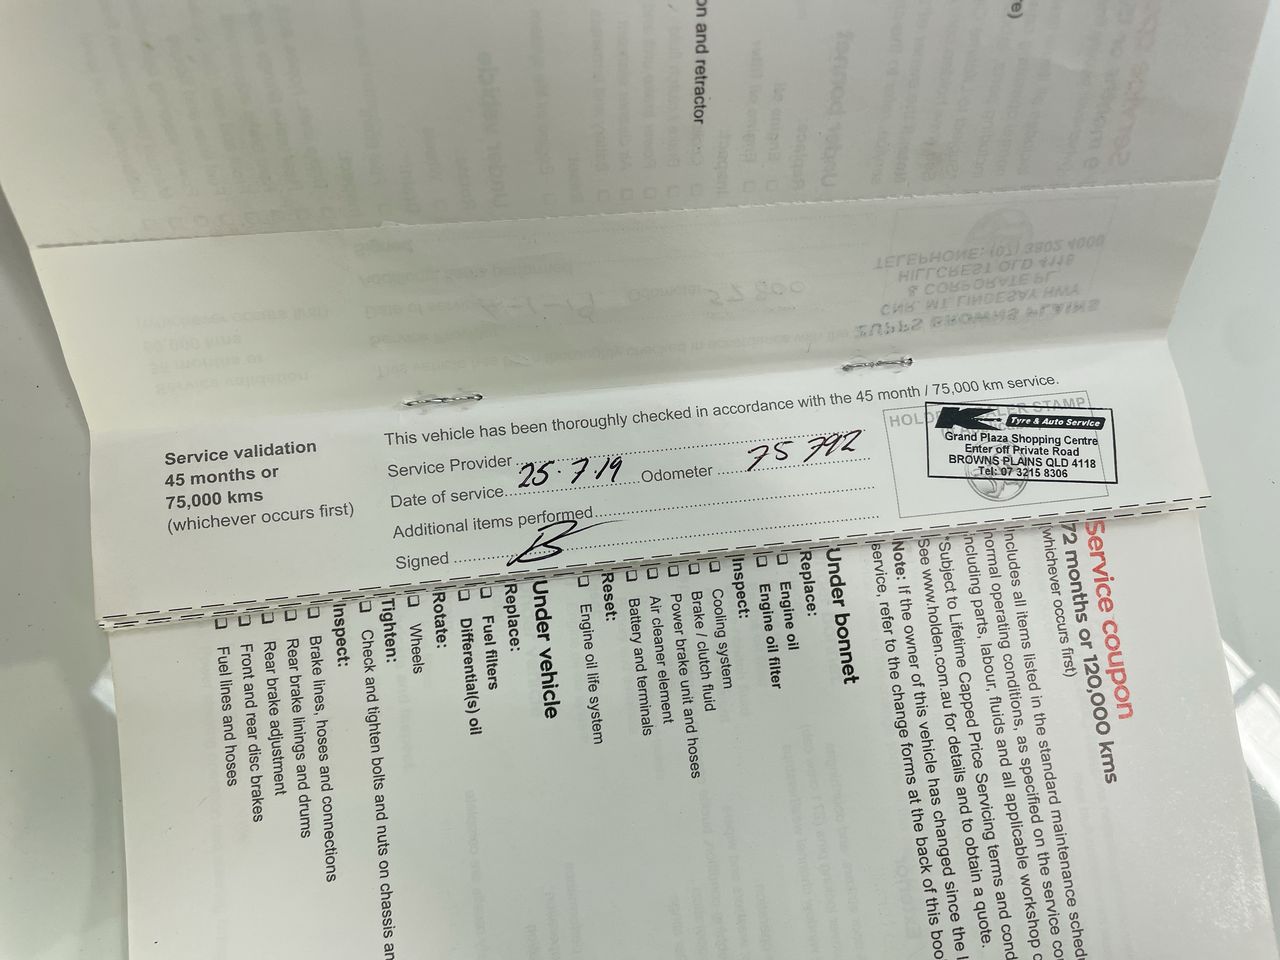 on and retractor
re)
This vehicle has been thoroughly checked in accordance with the 45 month / 75,000 km service.
Service validation
45 months or
75,000 kms
(whichever occurs first)
Service Provider
Date of service 25.7.19 Odometer 75 792
Additional items performed
Signed
HOLDEN DEALER STAMP
K Tyre & Auto Service
Grand Plaza Shopping Centre
Enter off Private Road
BROWNS PLAINS QLD 4118
Tel: 07 3215 8306
Service coupon
72 months or 120,000 kms
(whichever occurs first)
Includes all items listed in the standard maintenance
normal operating conditions, as specified on the service
including parts, labour, fluids and all applicable workshop
*Subject to Lifetime Capped Price Servicing terms and
See www.holden.com.au for details and to obtain a quote.
Note: If the owner of this vehicle has changed since the
service, refer to the change forms at the back of this
Under bonnet
Replace:
Engine oil
Engine oil filter
Inspect:
Cooling system
Brake / clutch fluid
Power brake unit and hoses
Air cleaner element
Battery and terminals
Reset:
Engine oil life system
Under vehicle
Replace:
Fuel filters
Differential(s) oil
Rotate:
Wheels
Tighten:
Check and tighten bolts and nuts on chassis
Inspect:
Brake lines, hoses and connections
Rear brake linings and drums
Rear brake adjustment
Front and rear disc brakes
Fuel lines and hoses